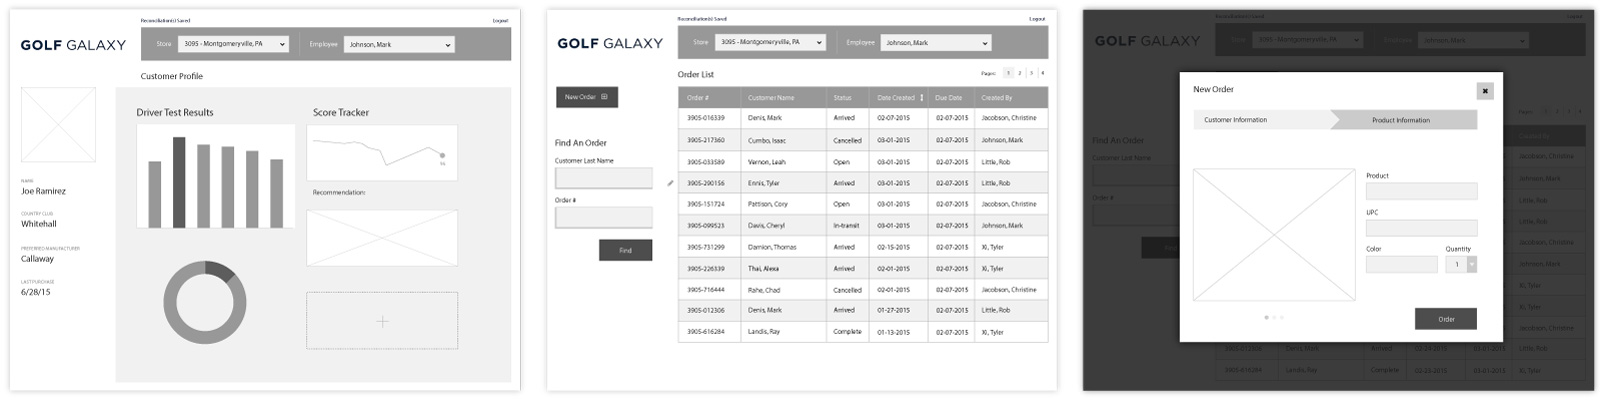 Reconciliation(s) Saved
Logout
GOLF GALAXY
Store
3095 - Montgomeryville, PA
Employee
Johnson, Mark
Customer Profile
Driver Test Results
Score Tracker
Recommendation:
NAME
Joe Ramirez
COUNTRY CLUB
Whitehall
PREFERRED MANUFACTURER
Callaway
LAST PURCHASE
6/28/15
Reconciliation(s) Saved
Logout
GOLF GALAXY
Store
3095 - Montgomeryville, PA
Employee
Johnson, Mark
Order List
Pages: 1 2 3 4
New Order
Find An Order
Customer Last Name
Order #
Find
Order # Customer Name Status Date Created Due Date Created By
3905-016339 Denis, Mark Arrived 02-07-2015 02-07-2015 Jacobson, Christine
3905-217360 Cumbo, Isaac Cancelled 03-01-2015 02-07-2015 Johnson, Mark
3905-033589 Vernon, Leah Open 03-01-2015 02-07-2015 Little, Rob
3905-290156 Ennis, Tyler Arrived 03-01-2015 02-07-2015 Little, Rob
3905-151724 Pattison, Cory Open 03-01-2015 02-07-2015 Jacobson, Christine
3905-099523 Davis, Cheryl In-transit 03-01-2015 02-07-2015 Johnson, Mark
3905-731299 Damion, Thomas Arrived 02-15-2015 02-07-2015 Xi, Tyler
3905-226339 Thai, Alexa Arrived 02-01-2015 02-07-2015 Xi, Tyler
3905-716444 Rahe, Chad Cancelled 02-01-2015 02-07-2015 Jacobson, Christine
3905-012306 Denis, Mark Arrived 01-27-2015 02-07-2015 Little, Rob
3905-616284 Landis, Ray Complete 01-13-2015 02-07-2015 Xi, Tyler
Reconciliation(s) Saved
Logout
GOLF GALAXY
3095 - Montgomeryville, PA
Employee
Johnson, Mark
New Order
Customer Information
Product Information
Product
UPC
Color
Quantity
1
Order
Find An Order
Customer Last Name
Order #
Jacobson, Christine
Johnson, Mark
Little, Rob
Little, Rob
Jacobson, Christine
Johnson, Mark
Xi, Tyler
Xi, Tyler
Jacobson, Christine
Denis, Mark Arrived Little, Rob
3905-616284 Landis, Ray Complete Xi, Tyler